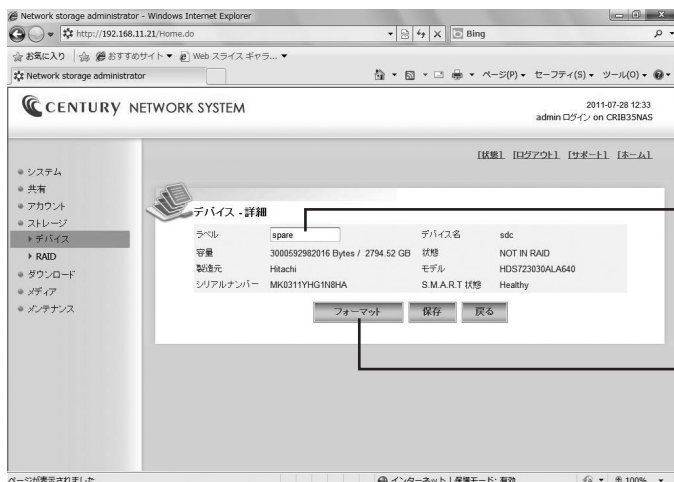 Network storage administrator - Windows Internet Explorer
http://192.168.11.21/Home.do
Bing
お気に入り おすすめサイト ▼ Web スライス ギャラ... ▼
Network storage administrator
ページ(P) ▼ セーフティ(S) ▼ ツール(O) ▼
CENTURY NETWORK SYSTEM
2011-07-28 12:33
admin ログイン on CRIB35NAS
[状態] [ログアウト] [サポート] [ホーム]
システム
共有
アカウント
ストレージ
デバイス
RAID
ダウンロード
メディア
メンテナンス
デバイス - 詳細
ラベル spare デバイス名 sdc
容量 3000592982016 Bytes / 2794.52 GB 状態 NOT IN RAID
製造元 Hitachi モデル HDS723030ALA640
シリアルナンバー MK0311YHG1N8HA S.M.A.R.T 状態 Healthy
フォーマット 保存 戻る
ページが表示されました
インターネット | 保護モード: 有効
100%